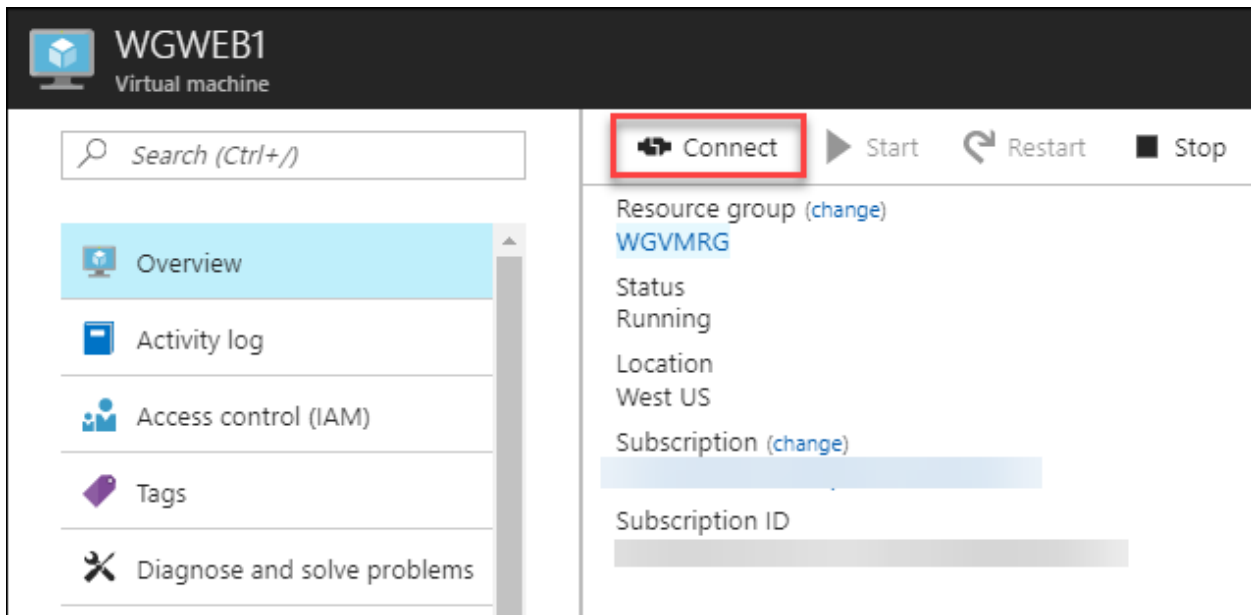 WGWEB1
Virtual machine
Search (Ctrl+/)
Overview
Activity log
Access control (IAM)
Tags
Diagnose and solve problems
Connect Start Restart Stop
Resource group (change)
WGVMRG
Status
Running
Location
West US
Subscription (change)
Subscription ID